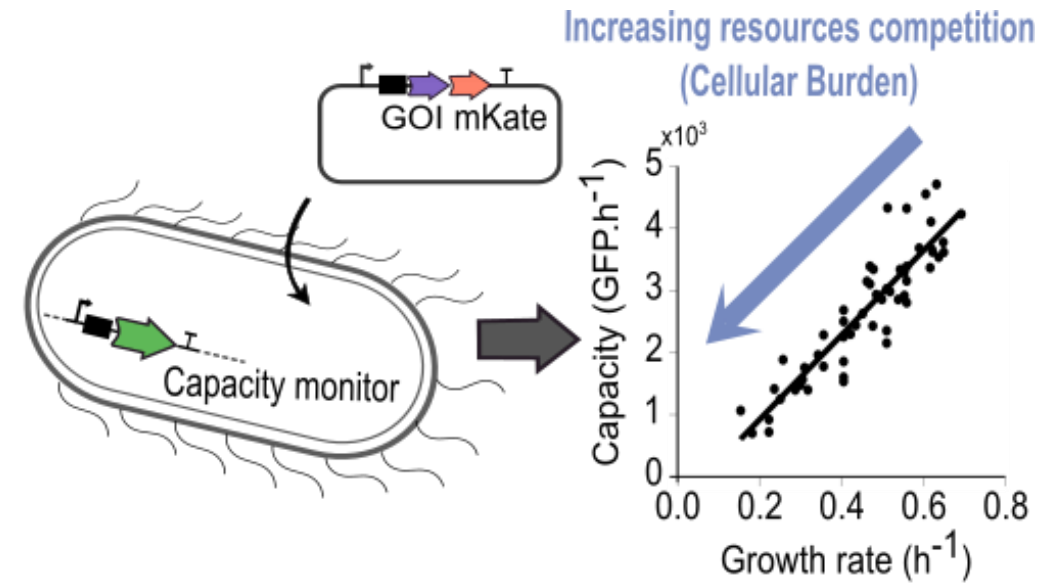 Increasing resources competition
(Cellular Burden)
GOI mKate
Capacity monitor
x10³
5
4
3
2
1
0
Capacity (GFP.h⁻¹)
0.0 0.2 0.4 0.6 0.8
Growth rate (h⁻¹)